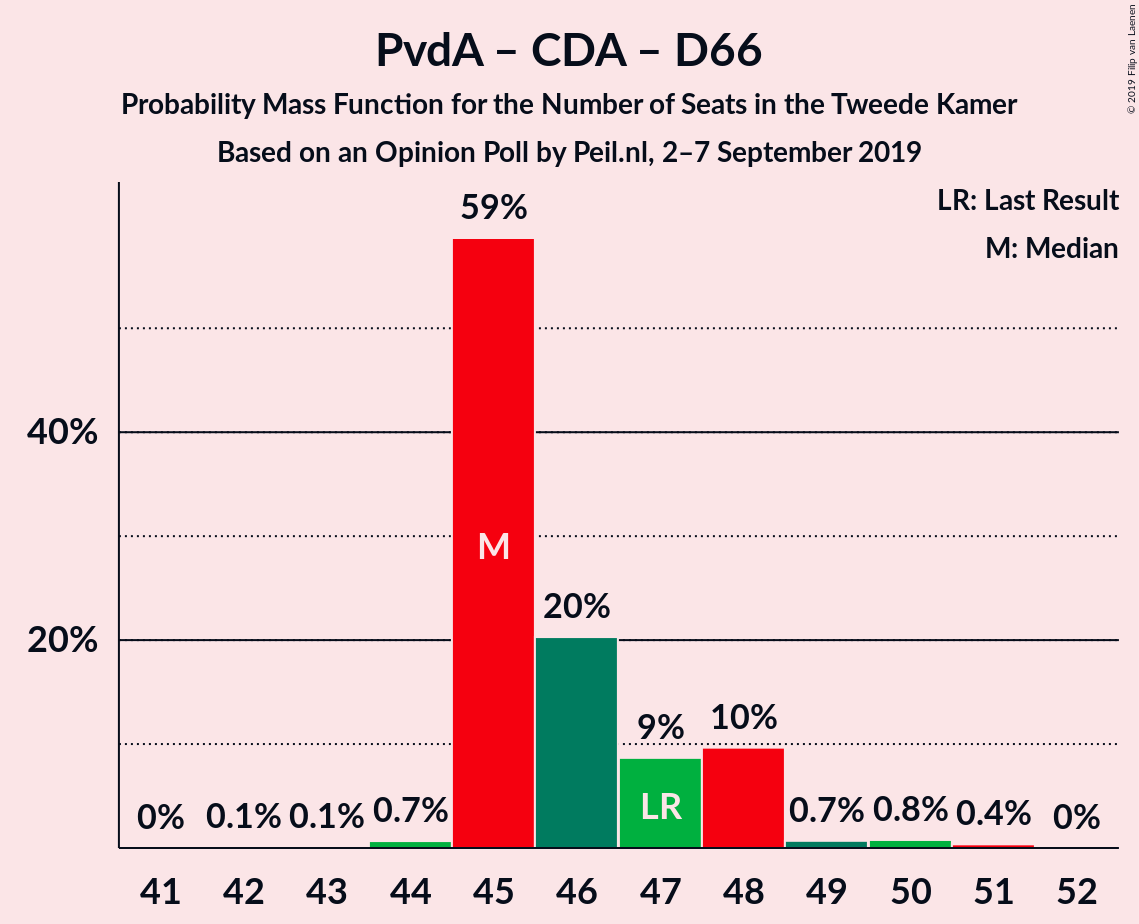 PvdA – CDA – D66
Probability Mass Function for the Number of Seats in the Tweede Kamer
Based on an Opinion Poll by Peil.nl, 2–7 September 2019
© 2019 Filip van Laenen
LR: Last Result
M: Median
59%
40%
M
20%
20%
9%
10%
LR
0%
0.1%
0.1%
0.7%
0.7%
0.8%
0.4%
0%
41 42 43 44 45 46 47 48 49 50 51 52